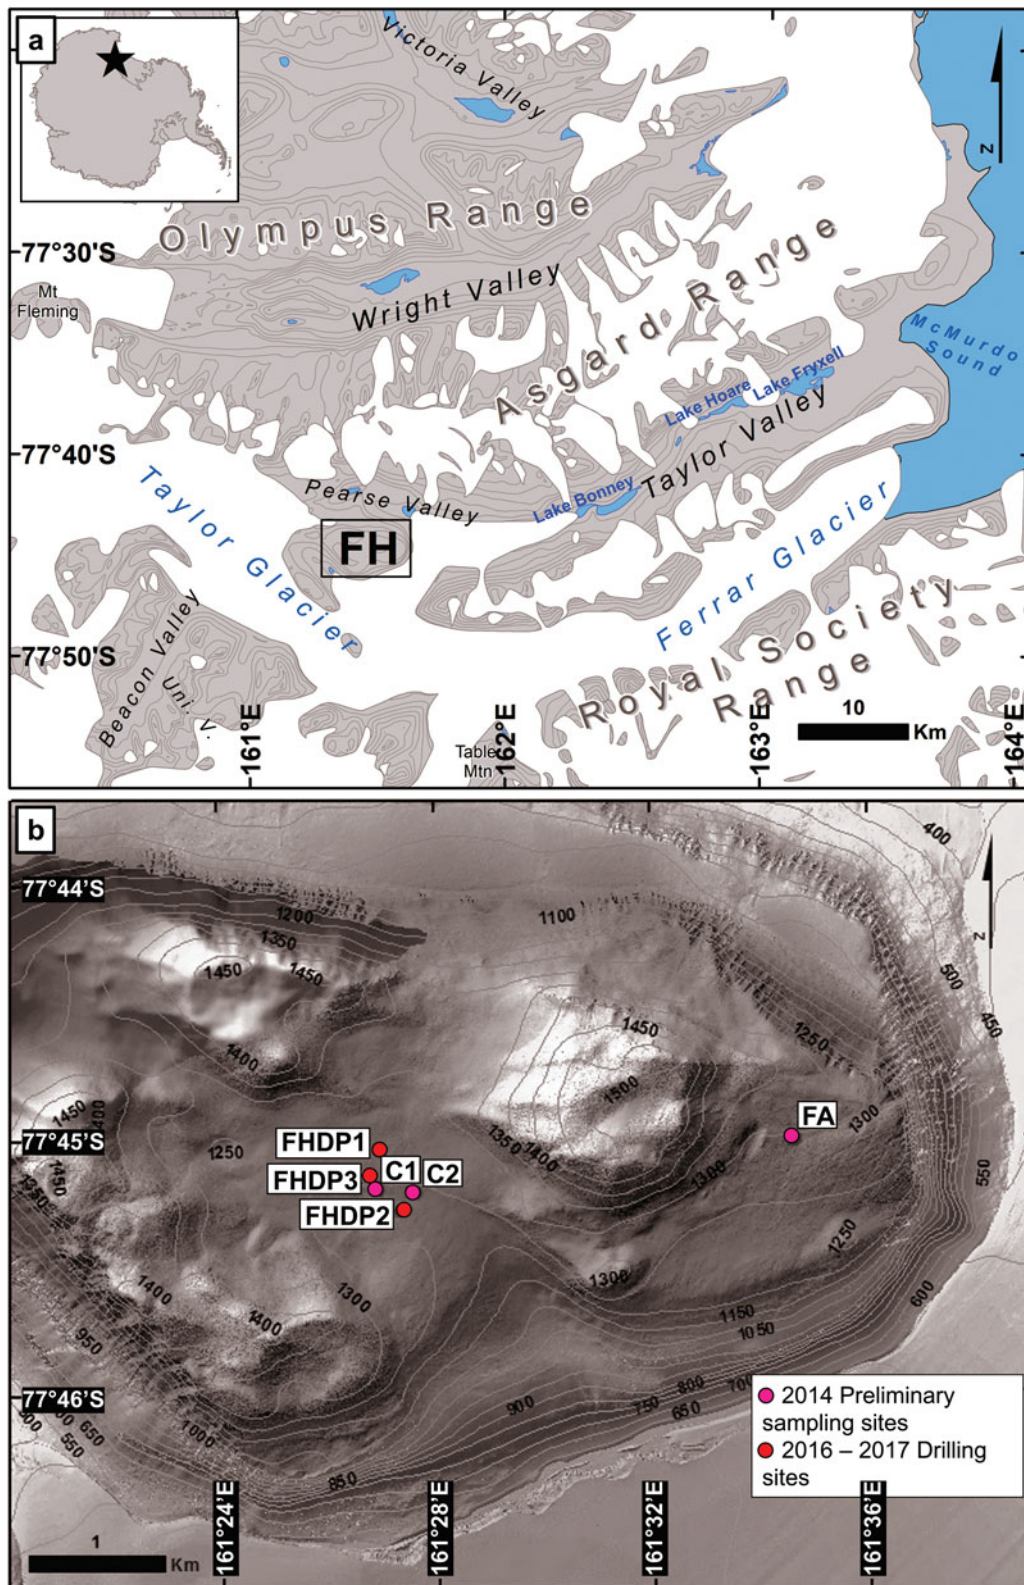 a
Victoria Valley
z
Olympus Range
77°30'S
Mt
Fleming
Wright Valley
Asgard Range
McMurdo
Sound
Lake Hoare
Lake Fryxell
77°40'S
Taylor Valley
Pearse Valley
Lake Bonney
Taylor Glacier
FH
Ferrar Glacier
77°50'S
Beacon Valley
Uni. V.
Royal Society
Range
10
Km
Table
Mtn
161°E
162°E
163°E
164°E
b
400
77°44'S
1200
1100
1350
1450
1450
500
z
450
1400
1450
1250
1500
1450
1400
FA
1300
77°45'S
FHDP1
1250
1350
1400
C1
C2
1300
550
FHDP3
1450
1350
FHDP2
1250
1300
1300
1400
600
1400
1150
950
1050
77°46'S
800
700
900
750
650
2014 Preliminary
sampling sites
2016 – 2017 Drilling
sites
1000
650
550
850
161°24'E
161°28'E
161°32'E
161°36'E
1
Km